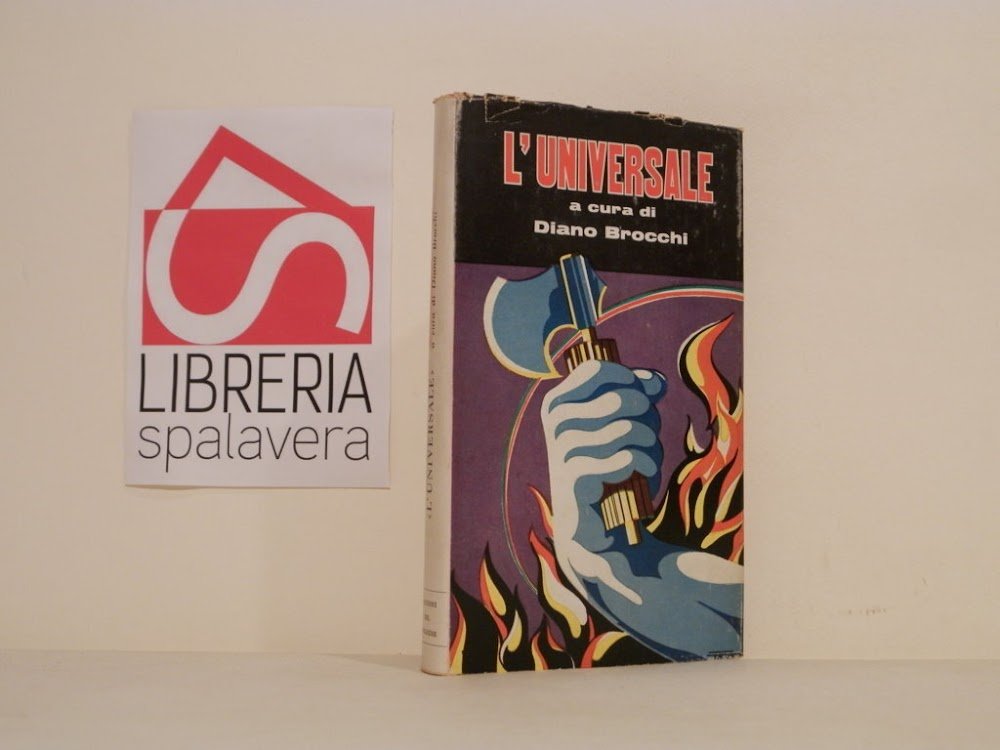 LIBRERIA
spalavera
L'UNIVERSALE
a cura di
Diano Brocchi
«L'UNIVERSALE» a cura di Diano Brocchi